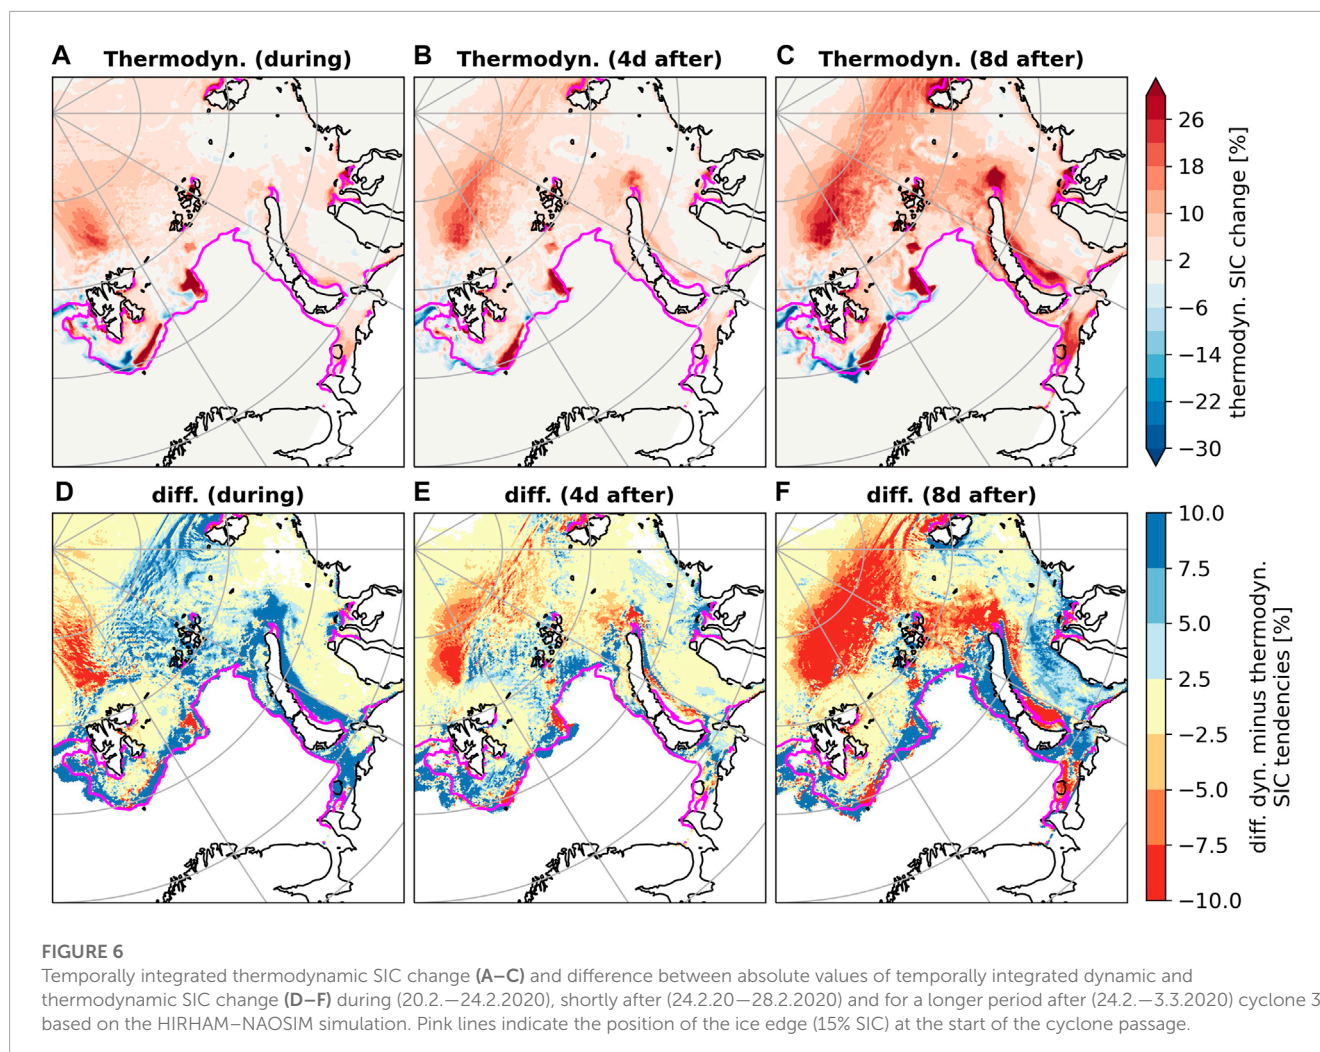 A Thermodyn. (during)
B Thermodyn. (4d after)
C Thermodyn. (8d after)
26
18
10
2
−6
−14
−22
−30
thermodyn. SIC change [%]
D diff. (during)
E diff. (4d after)
F diff. (8d after)
10.0
7.5
5.0
2.5
−2.5
−5.0
−7.5
−10.0
diff. dyn. minus thermodyn.
SIC tendencies [%]
FIGURE 6
Temporally integrated thermodynamic SIC change (A–C) and difference between absolute values of temporally integrated dynamic and
thermodynamic SIC change (D–F) during (20.2.—24.2.2020), shortly after (24.2.20—28.2.2020) and for a longer period after (24.2.—3.3.2020) cyclone 3
based on the HIRHAM–NAOSIM simulation. Pink lines indicate the position of the ice edge (15% SIC) at the start of the cyclone passage.